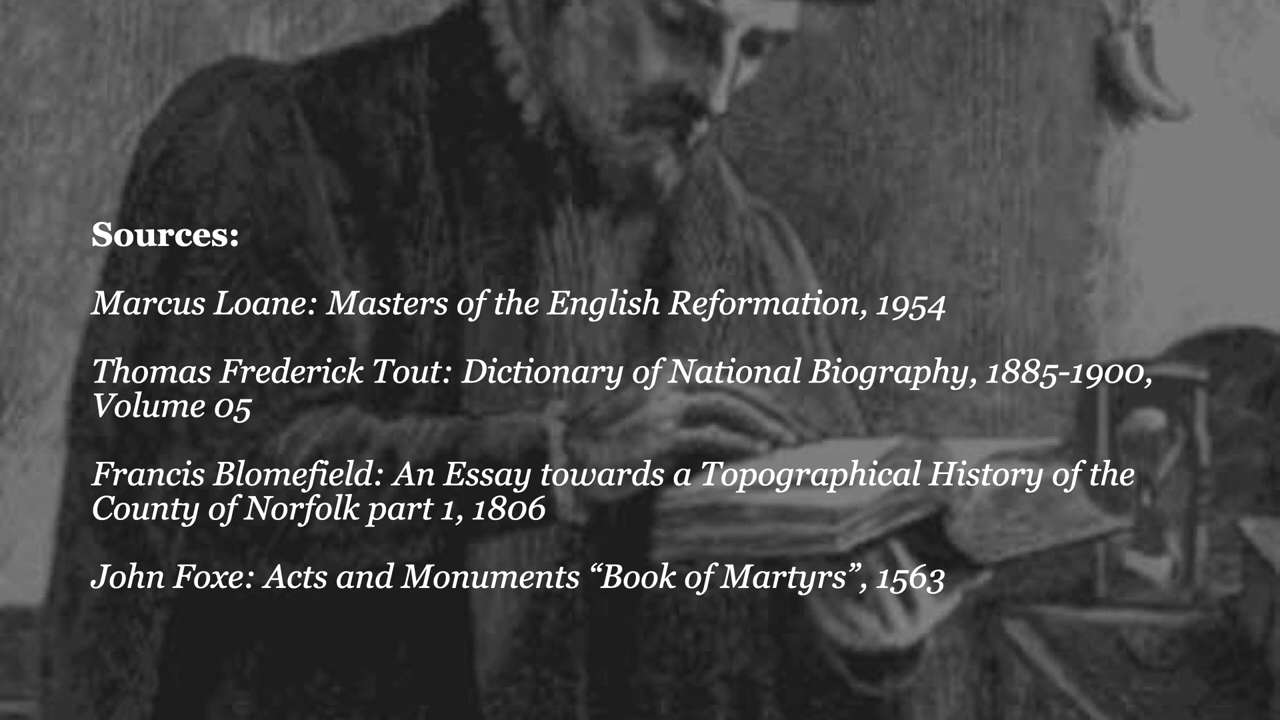 Sources:
Marcus Loane: Masters of the English Reformation, 1954
Thomas Frederick Tout: Dictionary of National Biography, 1885-1900,
Volume 05
Francis Blomefield: An Essay towards a Topographical History of the
County of Norfolk part 1, 1806
John Foxe: Acts and Monuments “Book of Martyrs”, 1563